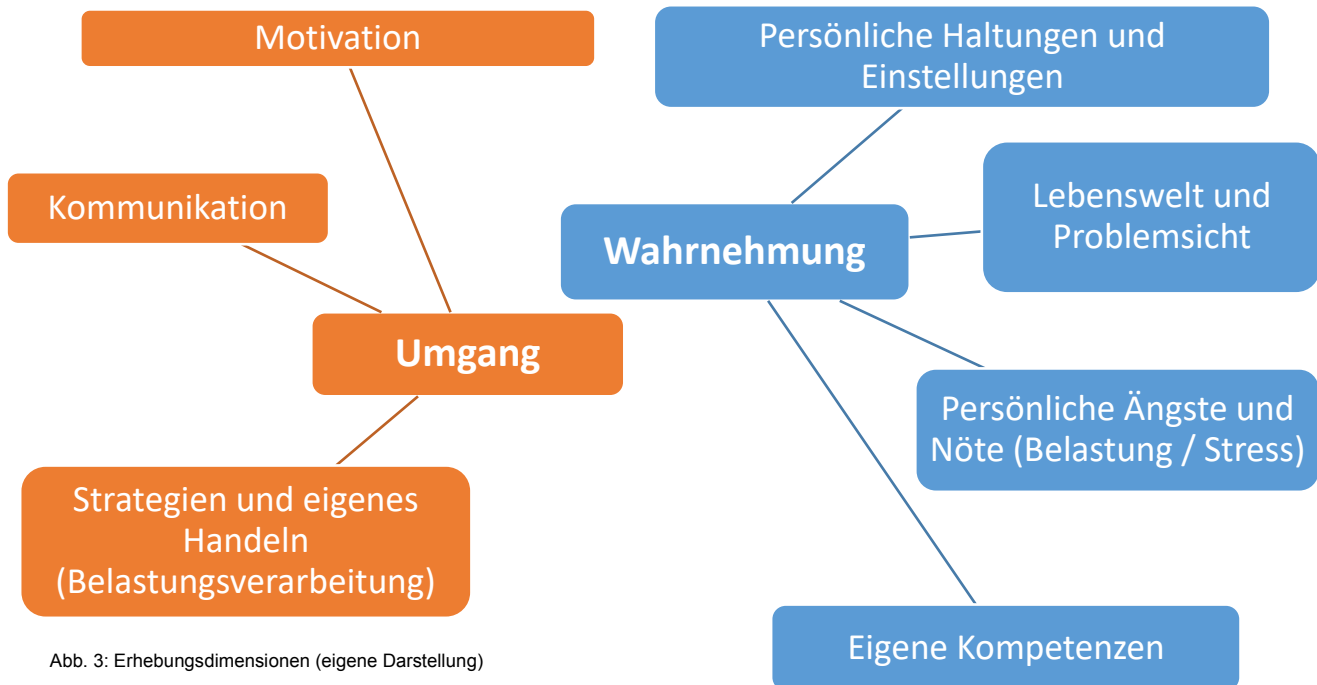 Motivation
Kommunikation
Umgang
Strategien und eigenes
Handeln
(Belastungsverarbeitung)
Persönliche Haltungen und
Einstellungen
Lebenswelt und
Problemsicht
Wahrnehmung
Persönliche Ängste und
Nöte (Belastung / Stress)
Eigene Kompetenzen
Abb. 3: Erhebungsdimensionen (eigene Darstellung)